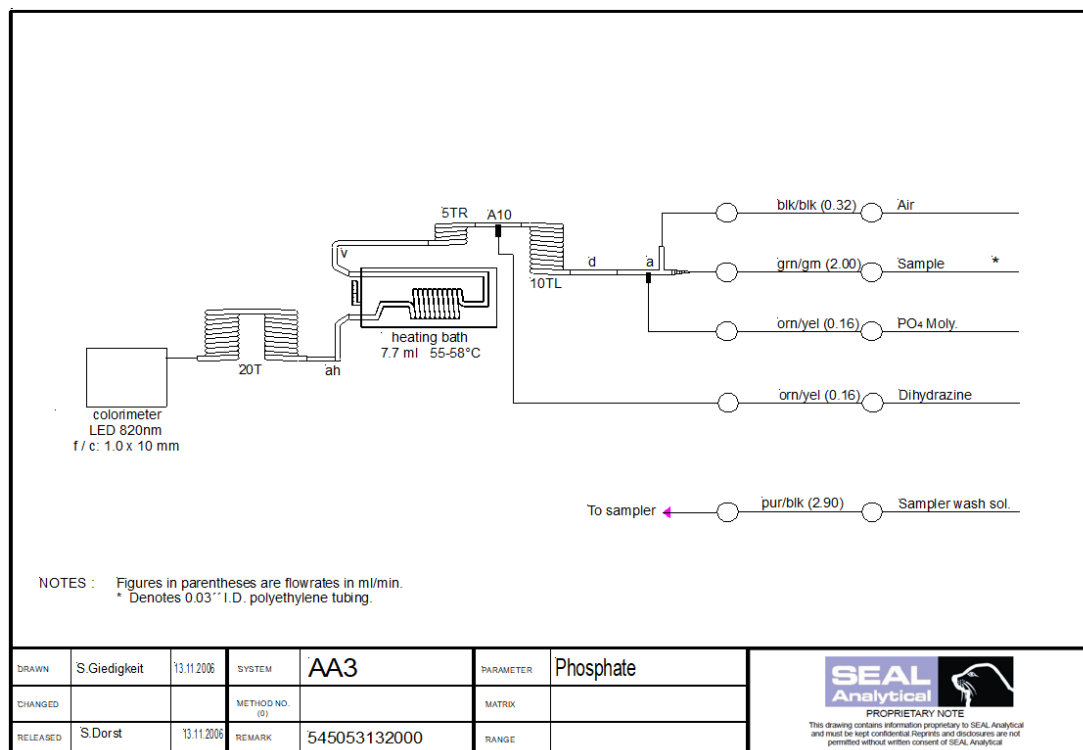 blk/blk (0.32) Air
5TR A10
grn/grn (2.00) Sample *
v
d a
10TL
orn/yel (0.16) PO4 Moly.
heating bath
7.7 ml 55-58°C
20T ah
orn/yel (0.16) Dihydrazine
colorimeter
LED 820nm
f / c: 1.0 x 10 mm
To sampler pur/blk (2.90) Sampler wash sol.
NOTES : Figures in parentheses are flowrates in ml/min.
* Denotes 0.03´´ I.D. polyethylene tubing.
DRAWN S.Giedigkeit 13.11.2006 SYSTEM AA3 PARAMETER Phosphate
CHANGED METHOD NO. (0) MATRIX
RELEASED S.Dorst 13.11.2006 REMARK 545053132000 RANGE
SEAL
Analytical
PROPRIETARY NOTE
This drawing contains information proprietary to SEAL Analytical
and must be kept confidential.Reprints and disclosures are not
permitted without written consent of SEAL Analytical